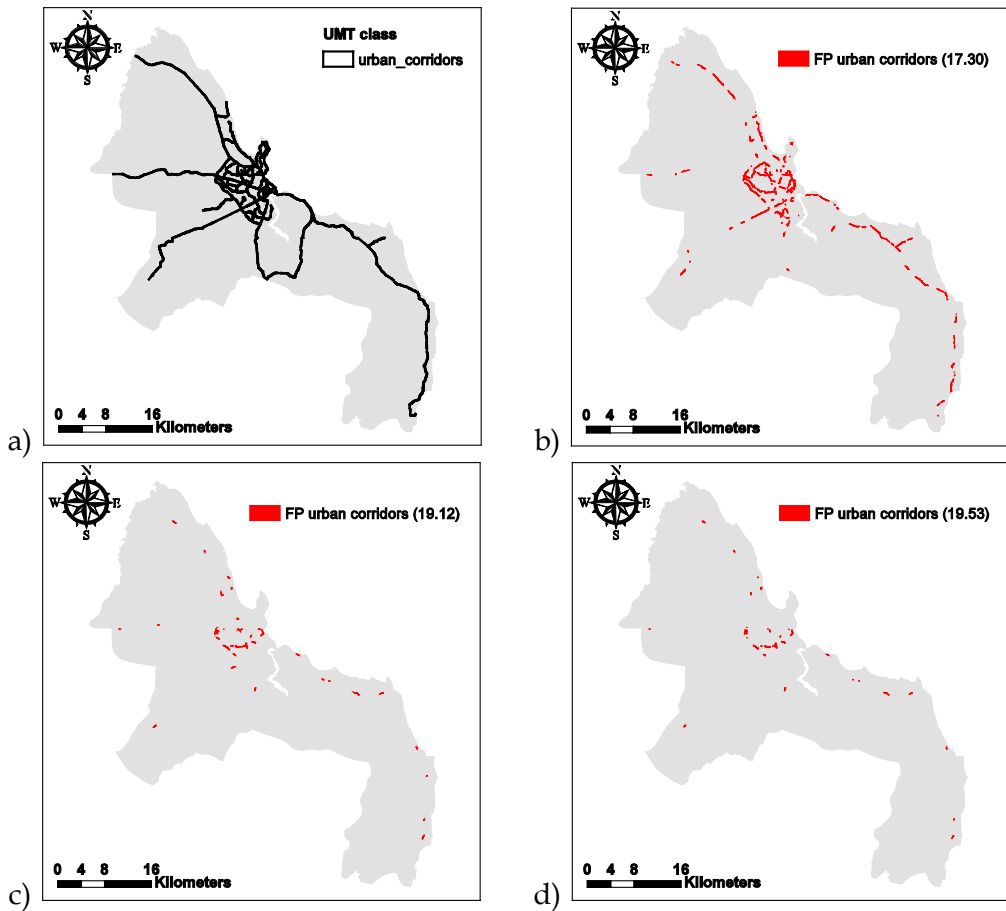 N
W E
S
UMT class
urban_corridors
0 4 8 16
Kilometers
a)
N
W E
S
FP urban corridors (17.30)
0 4 8 16
Kilometers
b)
N
W E
S
FP urban corridors (19.12)
0 4 8 16
Kilometers
c)
N
W E
S
FP urban corridors (19.53)
0 4 8 16
Kilometers
d)